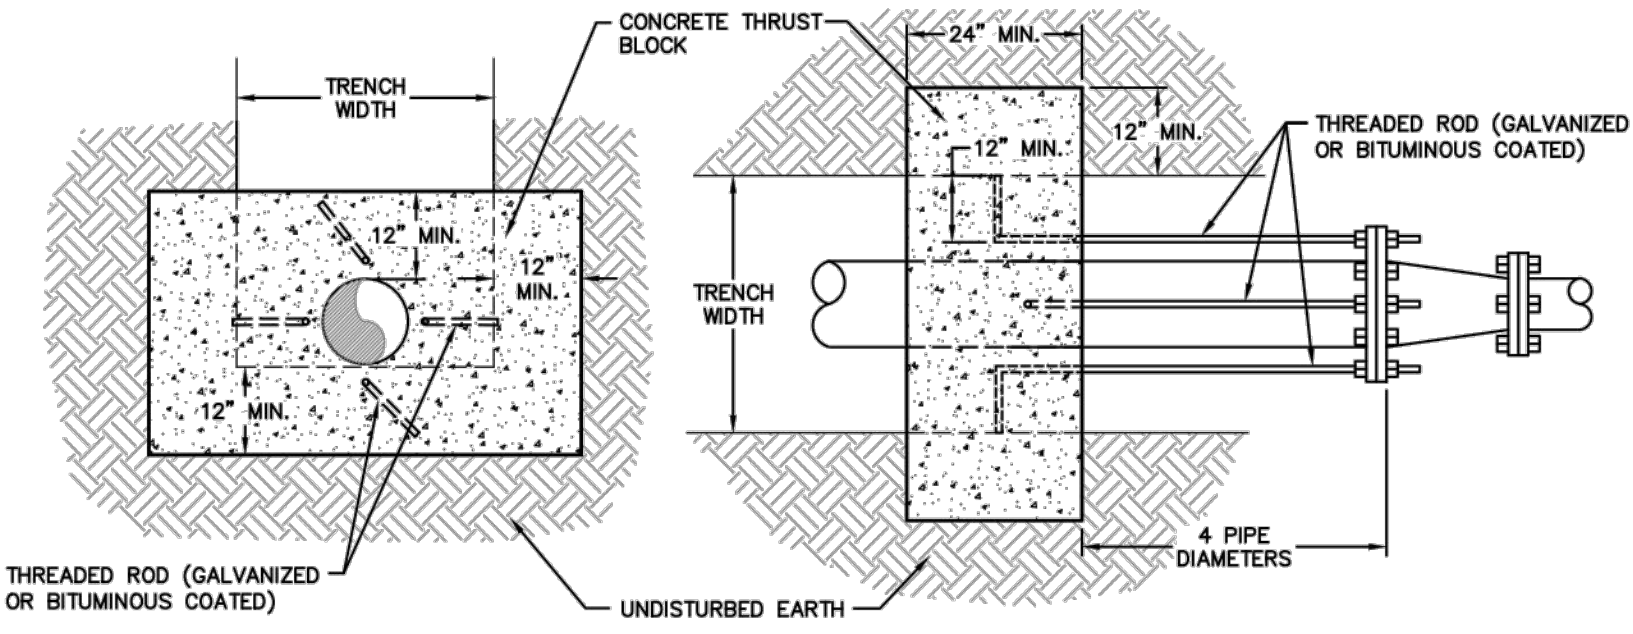 CONCRETE THRUST
BLOCK
24" MIN.
TRENCH
WIDTH
12" MIN.
THREADED ROD (GALVANIZED
OR BITUMINOUS COATED)
12" MIN.
12" MIN.
12"
MIN.
TRENCH
WIDTH
12" MIN.
4 PIPE
DIAMETERS
THREADED ROD (GALVANIZED
OR BITUMINOUS COATED)
UNDISTURBED EARTH